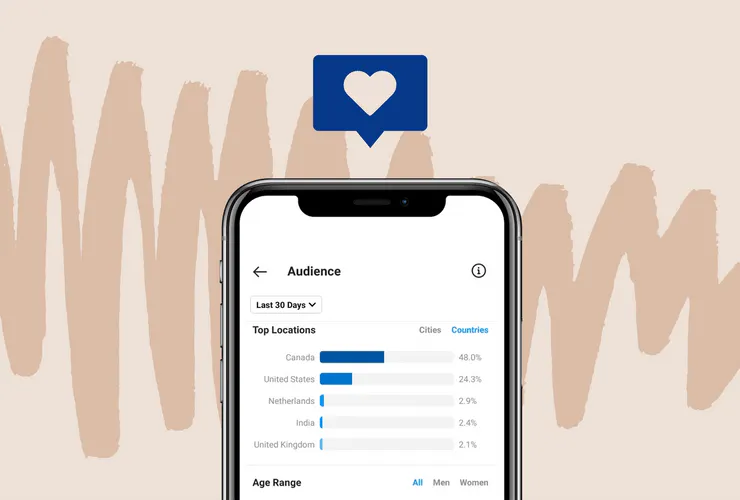 Audience
Last 30 Days
Top Locations Cities Countries
Canada 48.0%
United States 24.3%
Netherlands 2.9%
India 2.4%
United Kingdom 2.1%
Age Range All Men Women